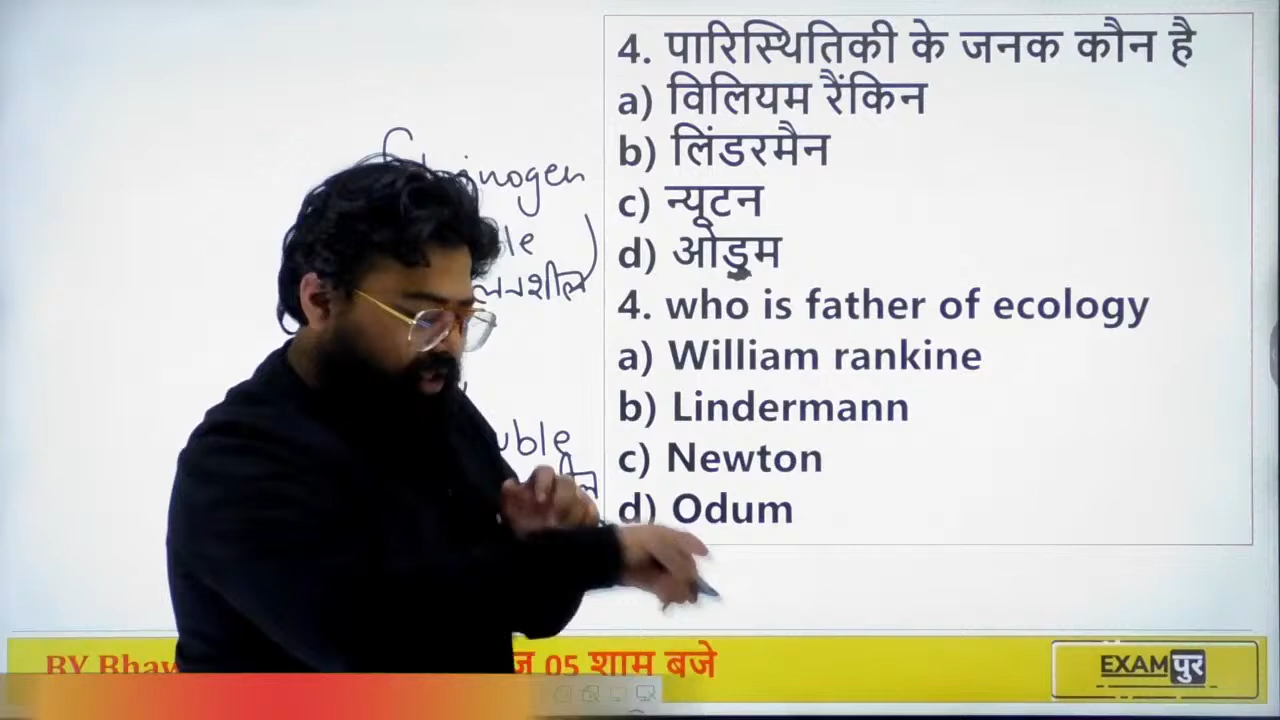 4. पारिस्थितिकी के जनक कौन है
a) विलियम रैंकिन
b) लिंडरमैन
c) न्यूटन
d) ओडुम
4. who is father of ecology
a) William rankine
b) Lindermann
c) Newton
d) Odum
BY
05 शाम बजे
EXAMपुर